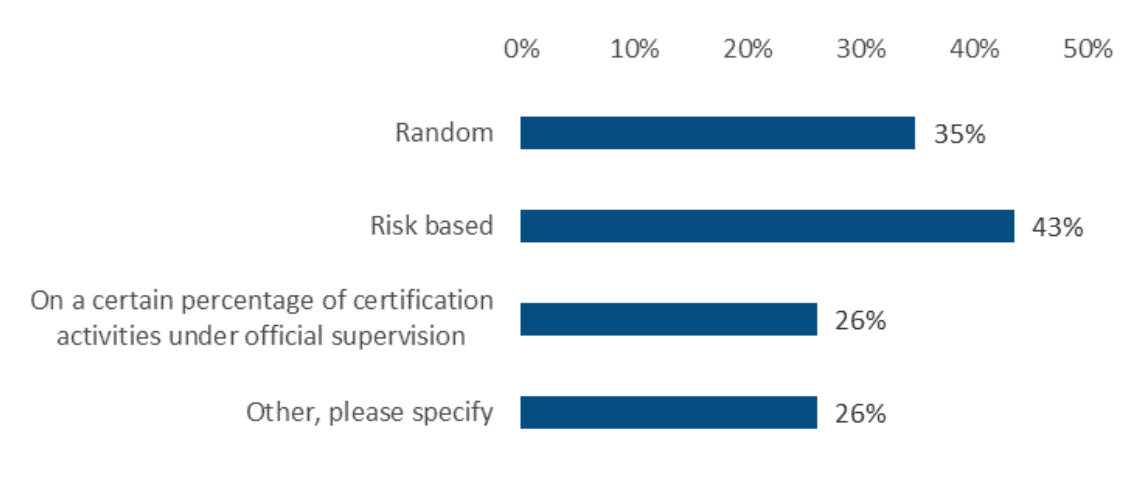 0% 10% 20% 30% 40% 50%
Random 35%
Risk based 43%
On a certain percentage of certification
activities under official supervision 26%
Other, please specify 26%